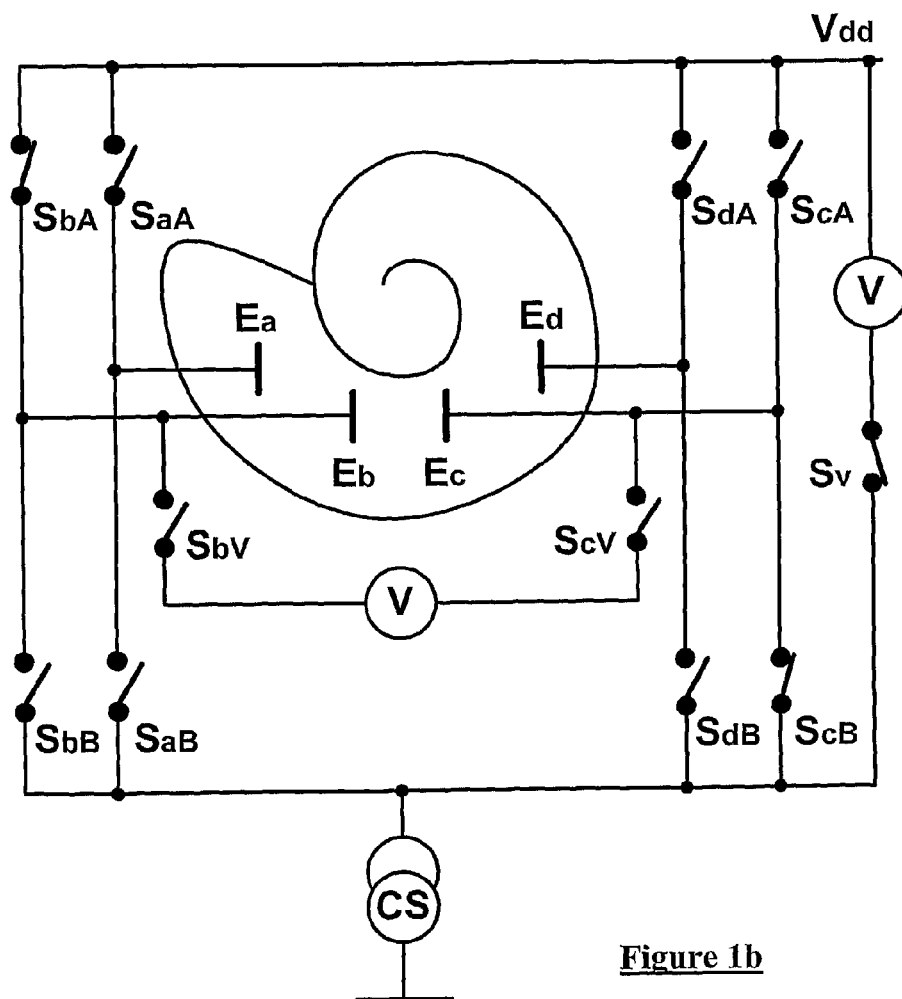 Vdd
SbA
SaA
SdA
ScA
V
Ea
Ed
Eb
Ec
Sv
SbV
ScV
V
SbB
SaB
SdB
ScB
CS
Figure 1b